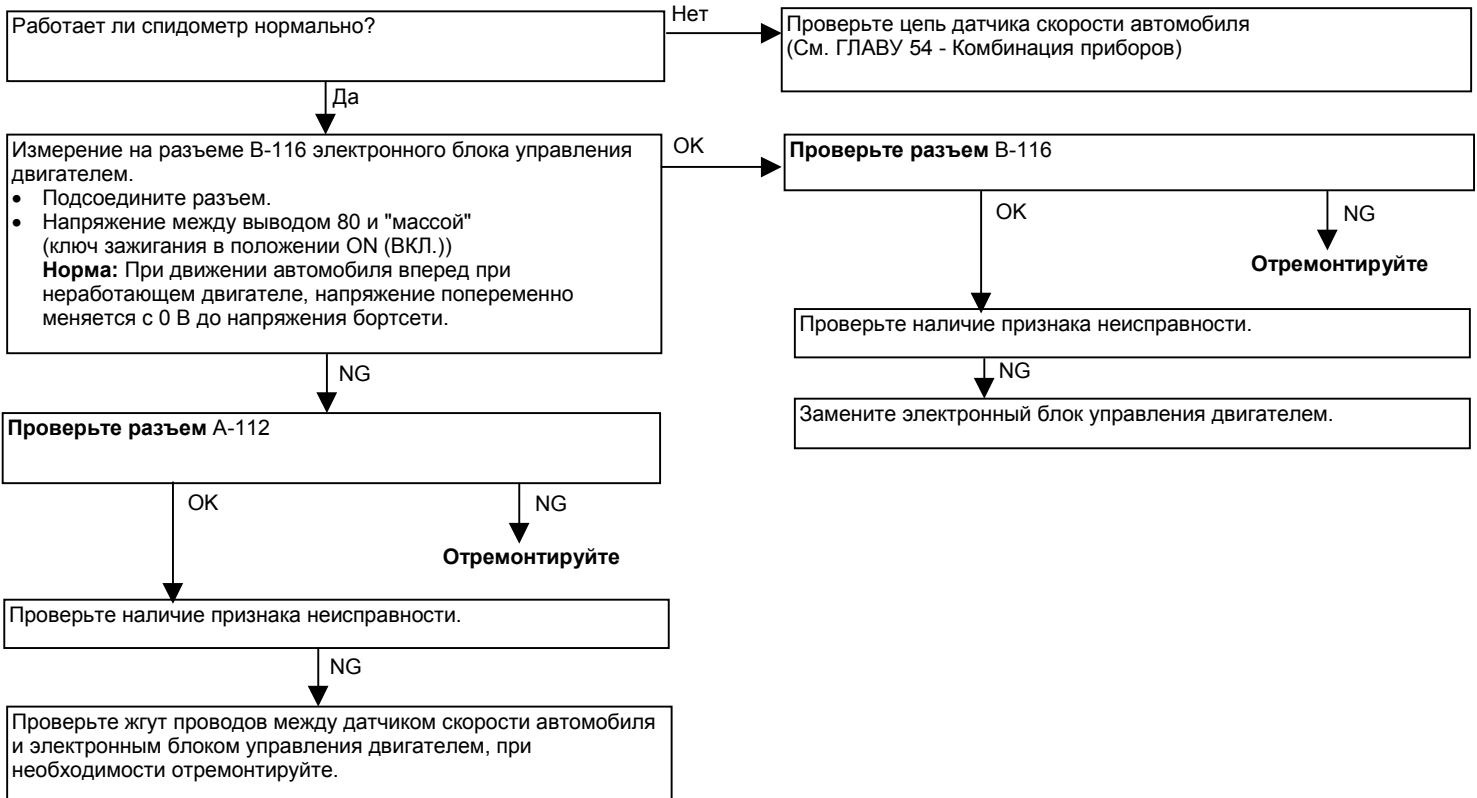 Работает ли спидометр нормально?
Нет
Проверьте цепь датчика скорости автомобиля
(См. ГЛАВУ 54 - Комбинация приборов)
Да
Измерение на разъеме В-116 электронного блока управления
двигателем.
• Подсоедините разъем.
• Напряжение между выводом 80 и "массой"
(ключ зажигания в положении ON (ВКЛ.))
Норма: При движении автомобиля вперед при
неработающем двигателе, напряжение попеременно
меняется с 0 В до напряжения бортсети.
OK
Проверьте разъем В-116
OK
NG
Отремонтируйте
Проверьте наличие признака неисправности.
NG
Замените электронный блок управления двигателем.
NG
Проверьте разъем А-112
OK
NG
Отремонтируйте
Проверьте наличие признака неисправности.
NG
Проверьте жгут проводов между датчиком скорости автомобиля
и электронным блоком управления двигателем, при
необходимости отремонтируйте.